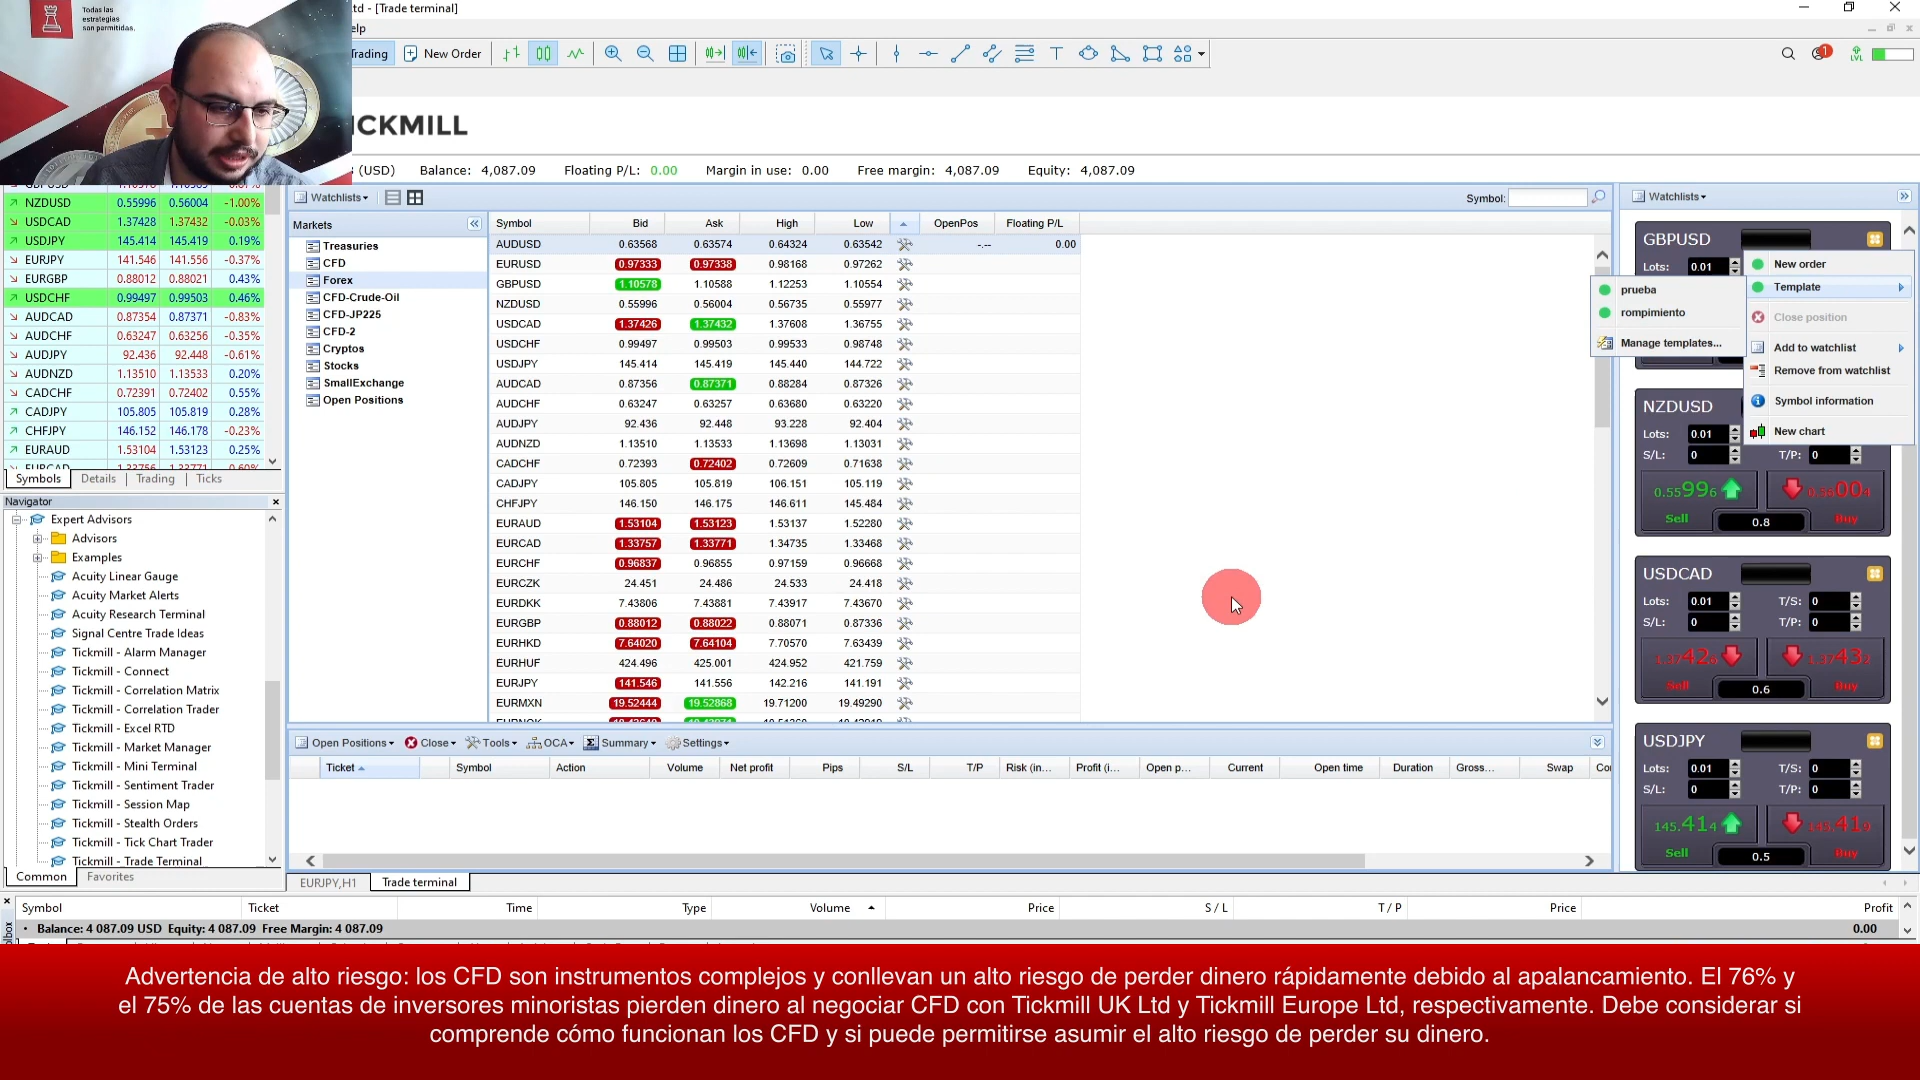 Todas las
estrategias
son permitidas.
td - [Trade terminal]
elp
Trading
New Order
1
LVL
ICKMILL
(USD) Balance: 4,087.09 Floating P/L: 0.00 Margin in use: 0.00 Free margin: 4,087.09 Equity: 4,087.09
NZDUSD 0.55996 0.56004 -1.00%
USDCAD 1.37428 1.37432 -0.03%
USDJPY 145.414 145.419 0.19%
EURJPY 141.546 141.556 -0.37%
EURGBP 0.88012 0.88021 0.43%
USDCHF 0.99497 0.99503 0.46%
AUDCAD 0.87354 0.87371 -0.83%
AUDCHF 0.63247 0.63256 -0.35%
AUDJPY 92.436 92.448 -0.61%
AUDNZD 1.13510 1.13533 0.20%
CADCHF 0.72391 0.72402 0.55%
CADJPY 105.805 105.819 0.28%
CHFJPY 146.152 146.178 -0.23%
EURAUD 1.53104 1.53123 0.25%
Symbols Details Trading Ticks
Navigator
Expert Advisors
Advisors
Examples
Acuity Linear Gauge
Acuity Market Alerts
Acuity Research Terminal
Signal Centre Trade Ideas
Tickmill - Alarm Manager
Tickmill - Connect
Tickmill - Correlation Matrix
Tickmill - Correlation Trader
Tickmill - Excel RTD
Tickmill - Market Manager
Tickmill - Mini Terminal
Tickmill - Sentiment Trader
Tickmill - Session Map
Tickmill - Stealth Orders
Tickmill - Tick Chart Trader
Tickmill - Trade Terminal
Common Favorites
Watchlists
Symbol:
Markets
Treasuries
CFD
Forex
CFD-Crude-Oil
CFD-JP225
CFD-2
Cryptos
Stocks
SmallExchange
Open Positions
Symbol Bid Ask High Low OpenPos Floating P/L
AUDUSD 0.63568 0.63574 0.64324 0.63542 -.-- 0.00
EURUSD 0.97333 0.97338 0.98168 0.97262
GBPUSD 1.10578 1.10588 1.12253 1.10554
NZDUSD 0.55996 0.56004 0.56735 0.55977
USDCAD 1.37426 1.37432 1.37608 1.36755
USDCHF 0.99497 0.99503 0.99533 0.98748
USDJPY 145.414 145.419 145.440 144.722
AUDCAD 0.87356 0.87371 0.88284 0.87326
AUDCHF 0.63247 0.63257 0.63680 0.63220
AUDJPY 92.436 92.448 93.228 92.404
AUDNZD 1.13510 1.13533 1.13698 1.13031
CADCHF 0.72393 0.72402 0.72609 0.71638
CADJPY 105.805 105.819 106.151 105.119
CHFJPY 146.150 146.175 146.611 145.484
EURAUD 1.53104 1.53123 1.53137 1.52280
EURCAD 1.33757 1.33771 1.34735 1.33468
EURCHF 0.96837 0.96855 0.97159 0.96668
EURCZK 24.451 24.486 24.533 24.418
EURDKK 7.43806 7.43881 7.43917 7.43670
EURGBP 0.88012 0.88022 0.88071 0.87336
EURHKD 7.64020 7.64104 7.70570 7.63439
EURHUF 424.496 425.001 424.952 421.759
EURJPY 141.546 141.556 142.216 141.191
EURMXN 19.52444 19.52868 19.71200 19.49290
Open Positions Close Tools OCA Summary Settings
Ticket Symbol Action Volume Net profit Pips S/L T/P Risk (in... Profit (i... Open p... Current Open time Duration Gross... Swap Co
EURJPY,H1 Trade terminal
Watchlists
GBPUSD
Lots: 0.01
New order
Template
Close position
Add to watchlist
Remove from watchlist
Symbol information
New chart
prueba
rompimiento
Manage templates...
NZDUSD
Lots: 0.01
S/L: 0 T/P: 0
0.55996
Sell 0.8 Buy
USDCAD
Lots: 0.01 T/S: 0
S/L: 0 T/P: 0
1.37426 1.37432
Sell 0.6 Buy
USDJPY
Lots: 0.01 T/S: 0
S/L: 0 T/P: 0
145.414 145.419
Sell 0.5 Buy
Symbol Ticket Time Type Volume Price S / L T / P Price Profit
Balance: 4 087.09 USD Equity: 4 087.09 Free Margin: 4 087.09 0.00
Advertencia de alto riesgo: los CFD son instrumentos complejos y conllevan un alto riesgo de perder dinero rápidamente debido al apalancamiento. El 76% y
el 75% de las cuentas de inversores minoristas pierden dinero al negociar CFD con Tickmill UK Ltd y Tickmill Europe Ltd, respectivamente. Debe considerar si
comprende cómo funcionan los CFD y si puede permitirse asumir el alto riesgo de perder su dinero.